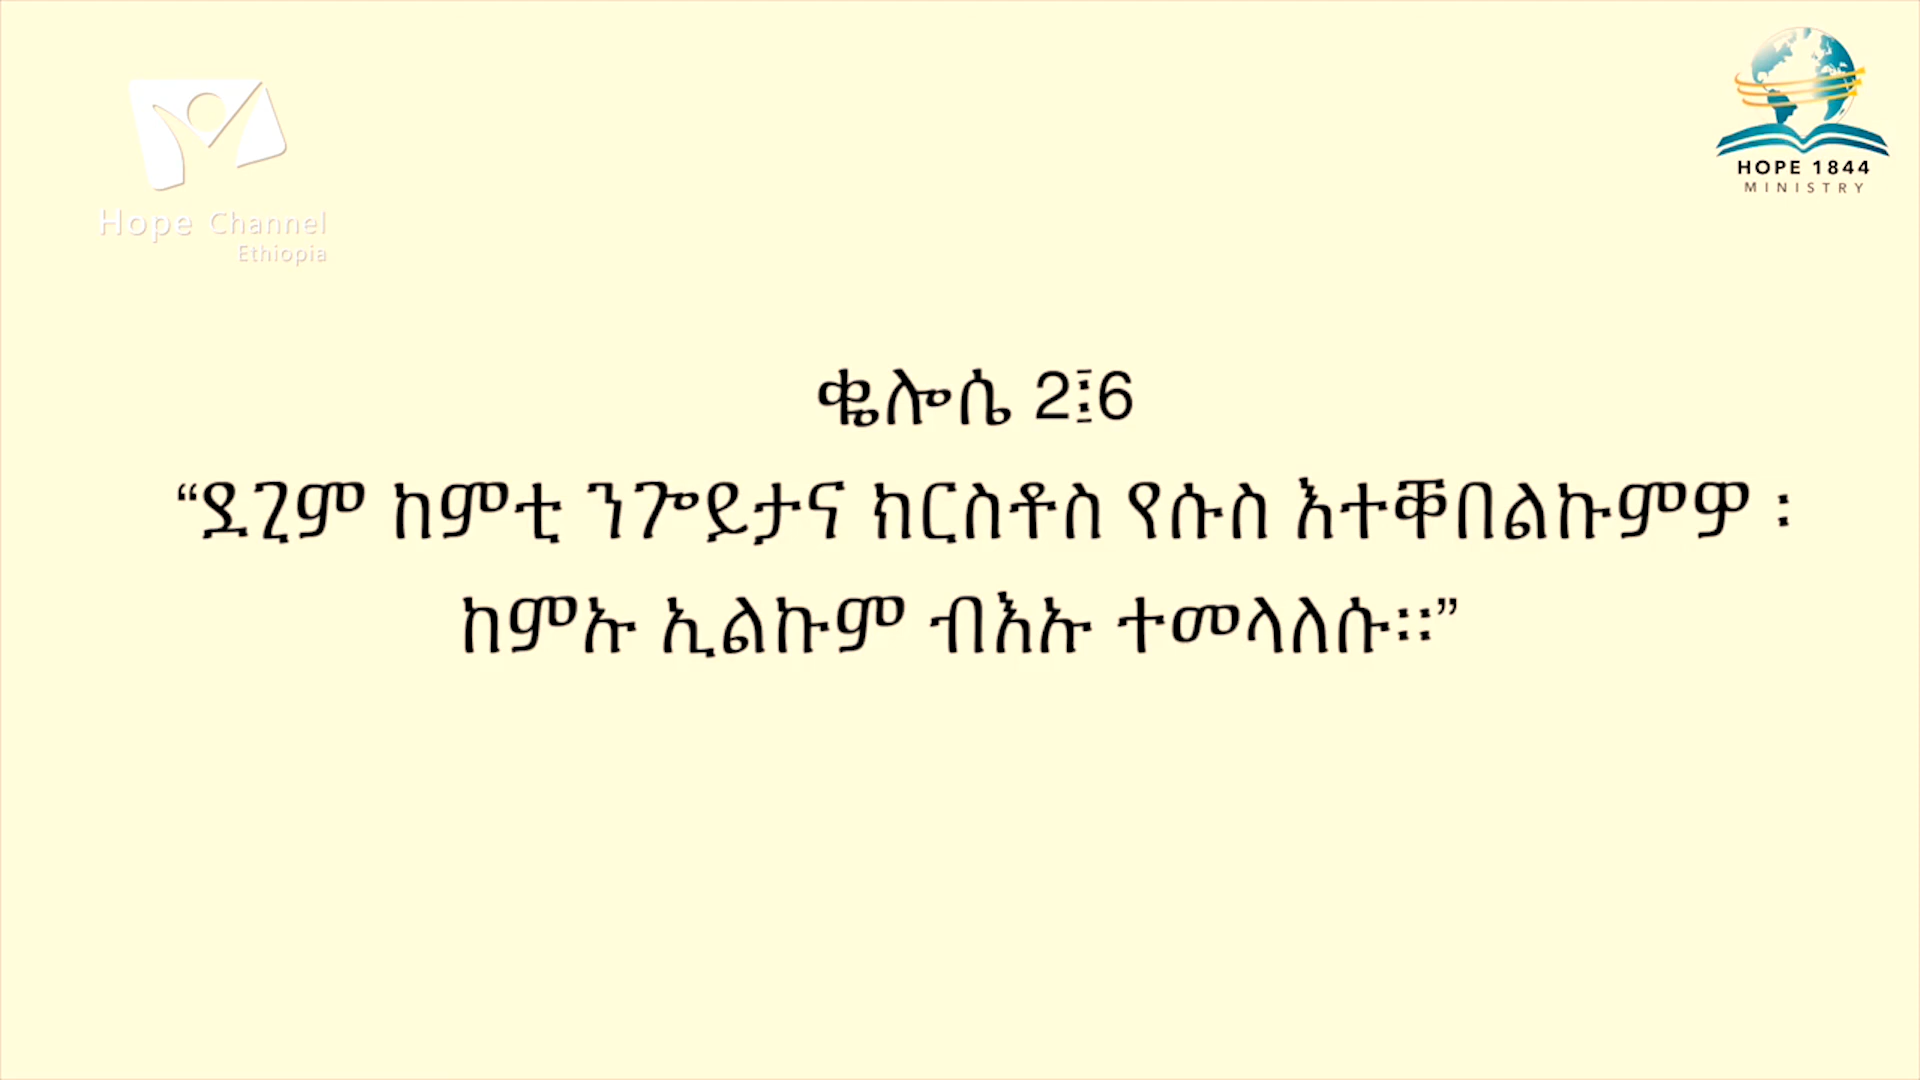 Hope Channel
Ethiopia
HOPE 1844
MINISTRY
ቈሎሴ 2፤6
“ደጊም ከምቲ ንጐይታና ክርስቶስ የሱስ እተቐበልኩምዎ ፡
ከምኡ ኢልኩም ብእኡ ተመላለሱ።”